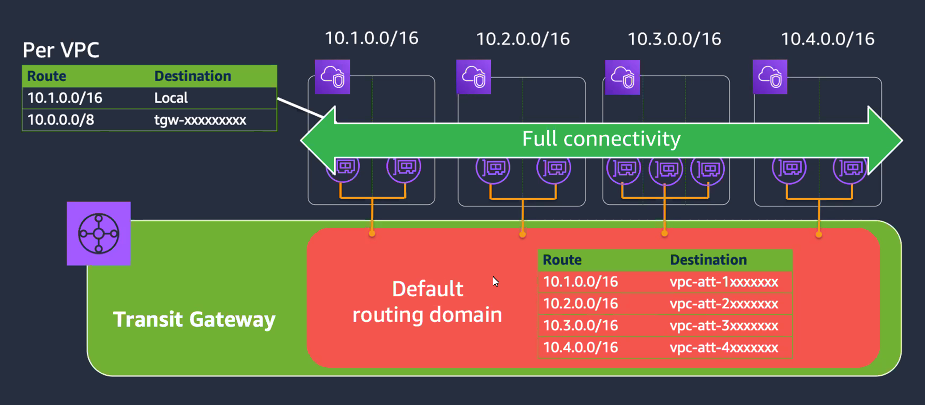 10.1.0.0/16 10.2.0.0/16 10.3.0.0/16 10.4.0.0/16
Per VPC
Route Destination
10.1.0.0/16 Local
10.0.0.0/8 tgw-xxxxxxxxx
Full connectivity
Transit Gateway
Default
routing domain
Route Destination
10.1.0.0/16 vpc-att-1xxxxxxx
10.2.0.0/16 vpc-att-2xxxxxxx
10.3.0.0/16 vpc-att-3xxxxxxx
10.4.0.0/16 vpc-att-4xxxxxxx